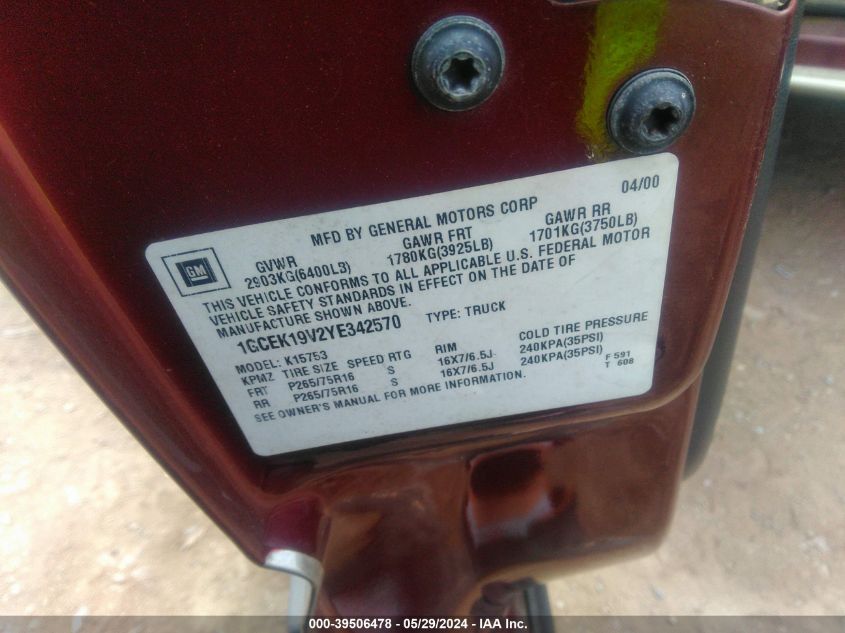 04/00
MFD BY GENERAL MOTORS CORP
GM
GVWR GAWR FRT GAWR RR
2903KG(6400LB) 1780KG(3925LB) 1701KG(3750LB)
THIS VEHICLE CONFORMS TO ALL APPLICABLE U.S. FEDERAL MOTOR
VEHICLE SAFETY STANDARDS IN EFFECT ON THE DATE OF
MANUFACTURE SHOWN ABOVE.
1GCEK19V2YE342570 TYPE: TRUCK
MODEL: K15753
KPMZ TIRE SIZE SPEED RTG RIM COLD TIRE PRESSURE
FRT P265/75R16 S 16X7/6.5J 240KPA(35PSI)
RR P265/75R16 S 16X7/6.5J 240KPA(35PSI)
SEE OWNER'S MANUAL FOR MORE INFORMATION.
F 591
T 608
000-39506478 - 05/29/2024 - IAA Inc.